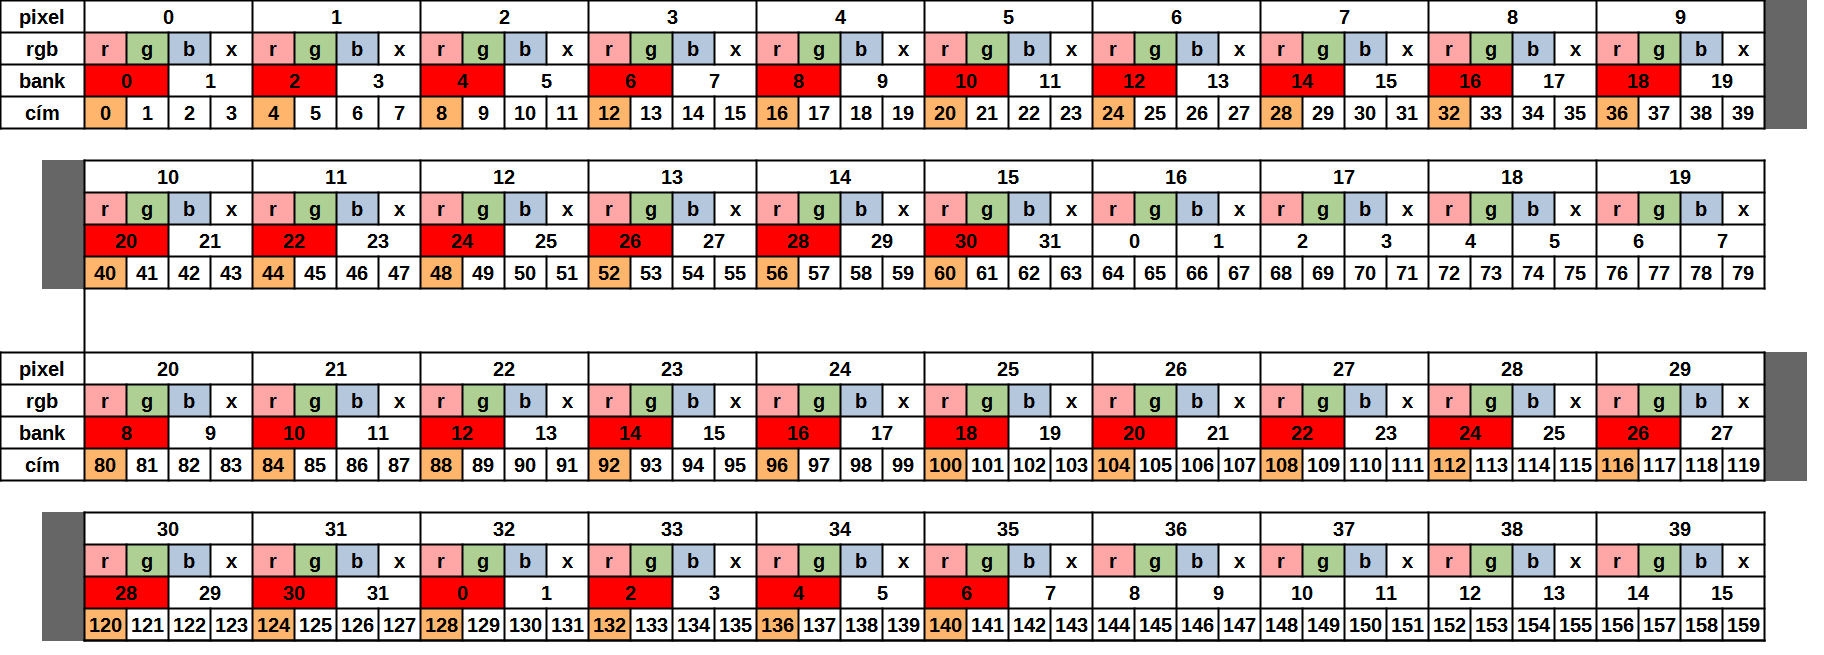 pixel 0 1 2 3 4 5 6 7 8 9
rgb r g b x r g b x r g b x r g b x r g b x r g b x r g b x r g b x r g b x r g b x
bank 0 1 2 3 4 5 6 7 8 9 10 11 12 13 14 15 16 17 18 19
cím 0 1 2 3 4 5 6 7 8 9 10 11 12 13 14 15 16 17 18 19 20 21 22 23 24 25 26 27 28 29 30 31 32 33 34 35 36 37 38 39
10 11 12 13 14 15 16 17 18 19
r g b x r g b x r g b x r g b x r g b x r g b x r g b x r g b x r g b x r g b x
20 21 22 23 24 25 26 27 28 29 30 31 0 1 2 3 4 5 6 7
40 41 42 43 44 45 46 47 48 49 50 51 52 53 54 55 56 57 58 59 60 61 62 63 64 65 66 67 68 69 70 71 72 73 74 75 76 77 78 79
pixel 20 21 22 23 24 25 26 27 28 29
rgb r g b x r g b x r g b x r g b x r g b x r g b x r g b x r g b x r g b x r g b x
bank 8 9 10 11 12 13 14 15 16 17 18 19 20 21 22 23 24 25 26 27
cím 80 81 82 83 84 85 86 87 88 89 90 91 92 93 94 95 96 97 98 99 100 101 102 103 104 105 106 107 108 109 110 111 112 113 114 115 116 117 118 119
30 31 32 33 34 35 36 37 38 39
r g b x r g b x r g b x r g b x r g b x r g b x r g b x r g b x r g b x r g b x
28 29 30 31 0 1 2 3 4 5 6 7 8 9 10 11 12 13 14 15
120 121 122 123 124 125 126 127 128 129 130 131 132 133 134 135 136 137 138 139 140 141 142 143 144 145 146 147 148 149 150 151 152 153 154 155 156 157 158 159